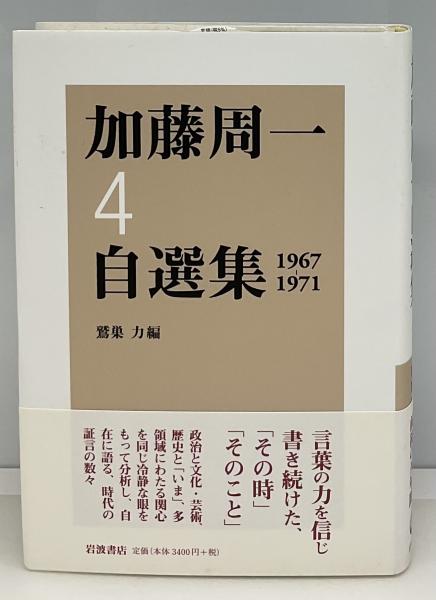 加藤周一
4
自選集 1967-1971
鷲巣 力編
言葉の力を信じ
書き続けた、
「その時」
「そのこと」
政治と文化・芸術、
歴史と「いま」、多
領域にわたる関心
を同じ冷静な眼を
もって分析し、自
在に語る、時代の
証言の数々
岩波書店 定価(本体3400円+税)